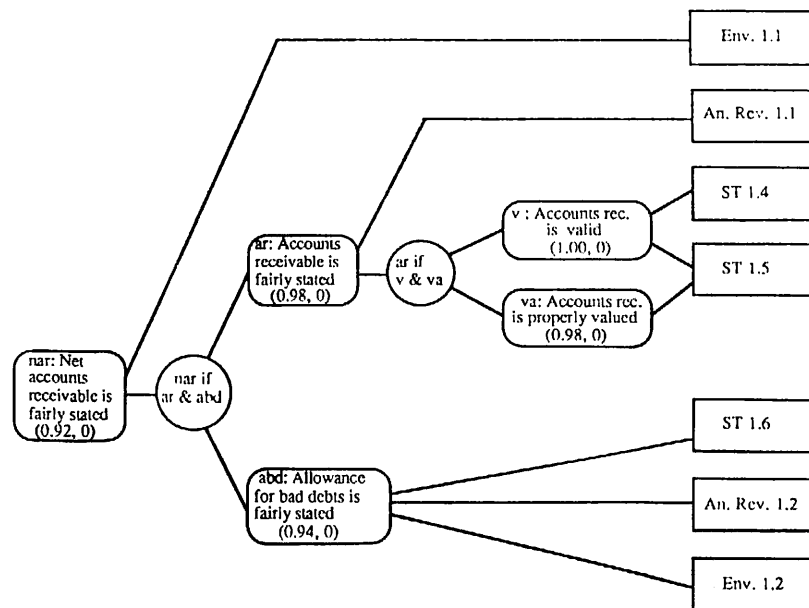 Env. 1.1
An. Rev. 1.1
ST 1.4
v : Accounts rec.
is valid
(1.00, 0)
ar: Accounts
receivable is
fairly stated
(0.98, 0)
ar if
v & va
ST 1.5
va: Accounts rec.
is properly valued
(0.98, 0)
nar: Net
accounts
receivable is
fairly stated
(0.92, 0)
nar if
ar & abd
ST 1.6
abd: Allowance
for bad debts is
fairly stated
(0.94, 0)
An. Rev. 1.2
Env. 1.2